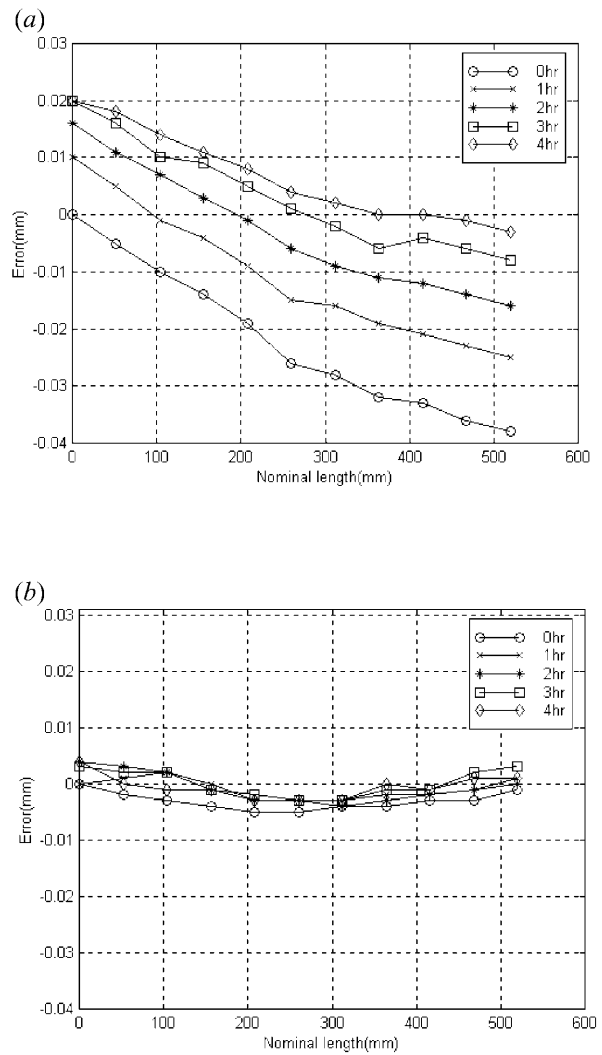 (a)
0.03
0.02
0.01
0
-0.01
-0.02
-0.03
-0.04
Error(mm)
0 100 200 300 400 500 600
Nominal length(mm)
0hr
1hr
2hr
3hr
4hr
(b)
0.03
0.02
0.01
0
-0.01
-0.02
-0.03
-0.04
Error(mm)
0 100 200 300 400 500 600
Nominal length(mm)
0hr
1hr
2hr
3hr
4hr